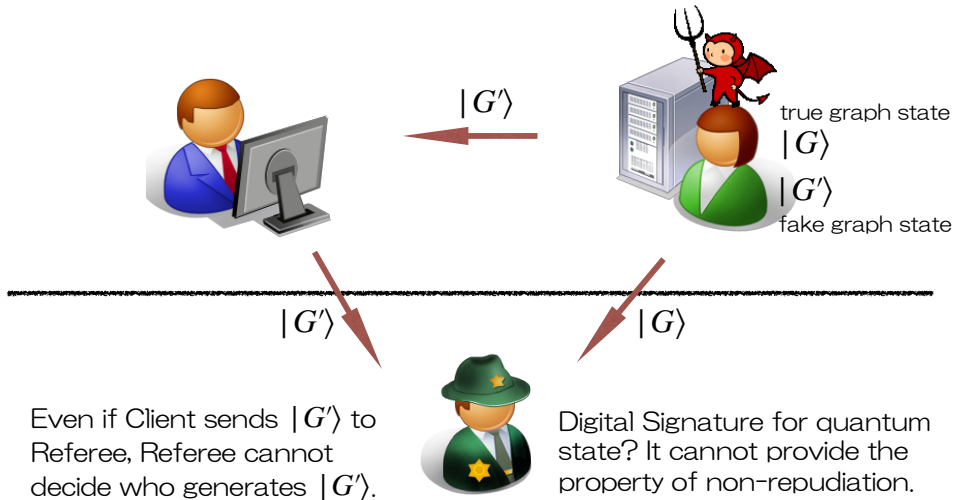 |G′⟩
true graph state
|G⟩
|G′⟩
fake graph state
|G′⟩
|G⟩
Even if Client sends |G′⟩ to
Referee, Referee cannot
decide who generates |G′⟩.
Digital Signature for quantum
state? It cannot provide the
property of non-repudiation.